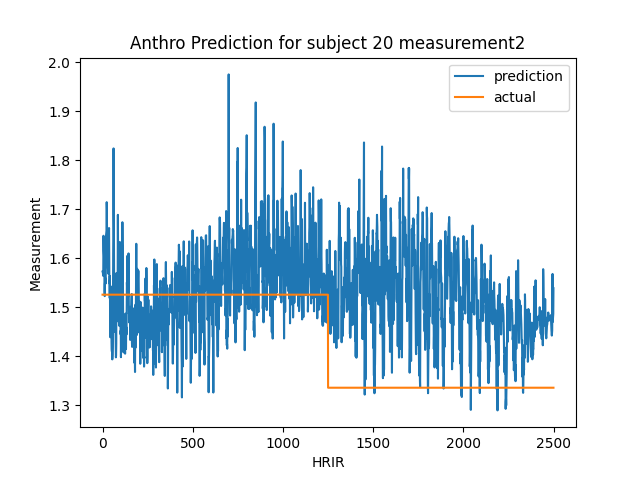 Anthro Prediction for subject 20 measurement2
prediction
actual
2.0
1.9
1.8
1.7
1.6
1.5
1.4
1.3
Measurement
0
500
1000
1500
2000
2500
HRIR